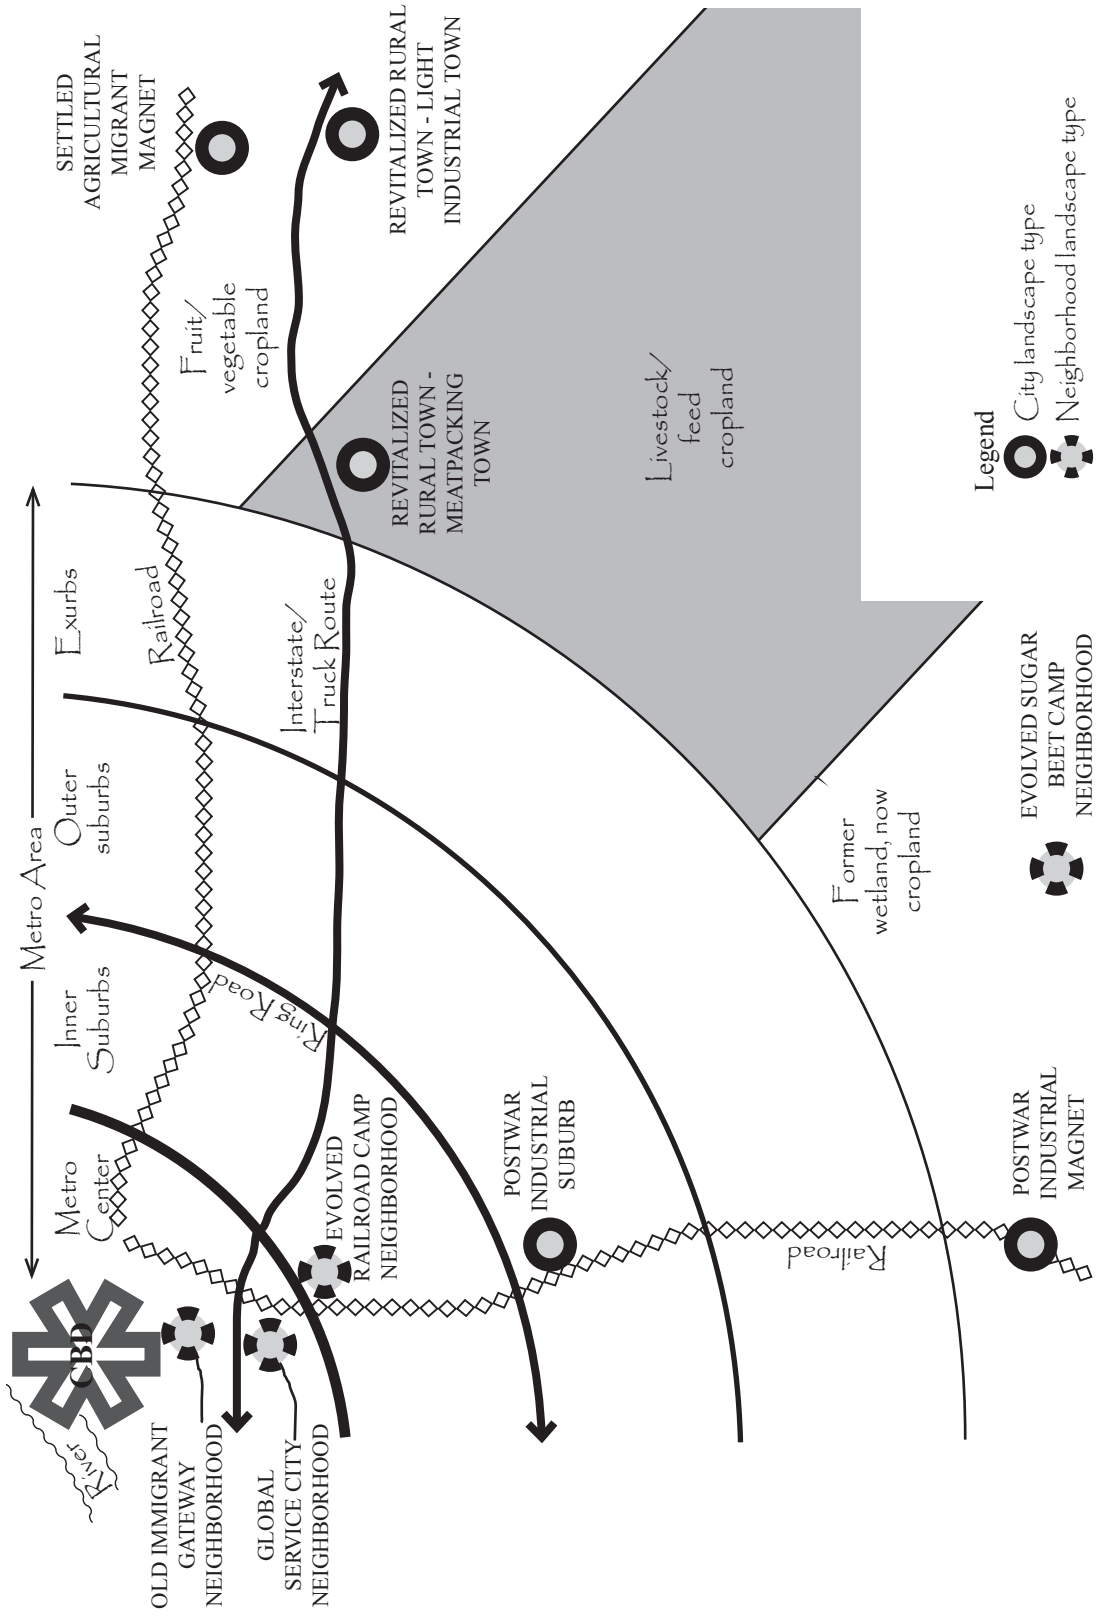 Metro Area
Metro
Center
Inner
Suburbs
Outer
suburbs
Exurbs
SETTLED
AGRICULTURAL
MIGRANT
MAGNET
River
CBD
Railroad
Fruit/
vegetable
cropland
OLD IMMIGRANT
GATEWAY
NEIGHBORHOOD
GLOBAL
SERVICE CITY
NEIGHBORHOOD
Ring Road
Interstate/
Truck Route
EVOLVED
RAILROAD CAMP
NEIGHBORHOOD
REVITALIZED
RURAL TOWN -
MEATPACKING
TOWN
REVITALIZED RURAL
TOWN - LIGHT
INDUSTRIAL TOWN
POSTWAR
INDUSTRIAL
SUBURB
Livestock/
feed
cropland
Railroad
Former
wetland, now
cropland
POSTWAR
INDUSTRIAL
MAGNET
EVOLVED SUGAR
BEET CAMP
NEIGHBORHOOD
Legend
City landscape type
Neighborhood landscape type